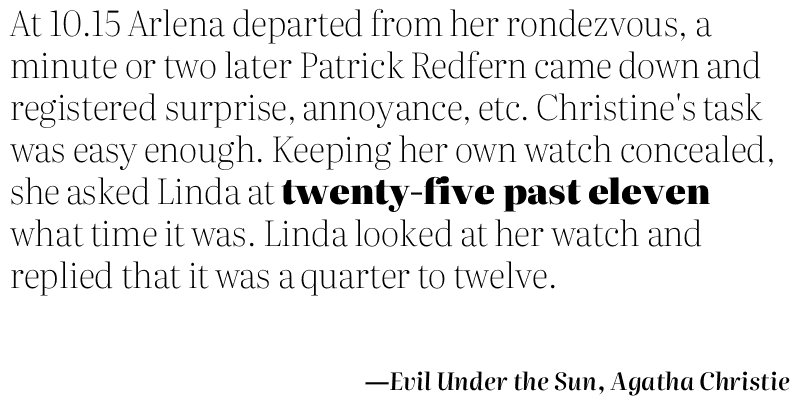 At 10.15 Arlena departed from her rondezvous, a
minute or two later Patrick Redfern came down and
registered surprise, annoyance, etc. Christine's task
was easy enough. Keeping her own watch concealed,
she asked Linda at twenty-five past eleven
what time it was. Linda looked at her watch and
replied that it was a quarter to twelve.
—Evil Under the Sun, Agatha Christie